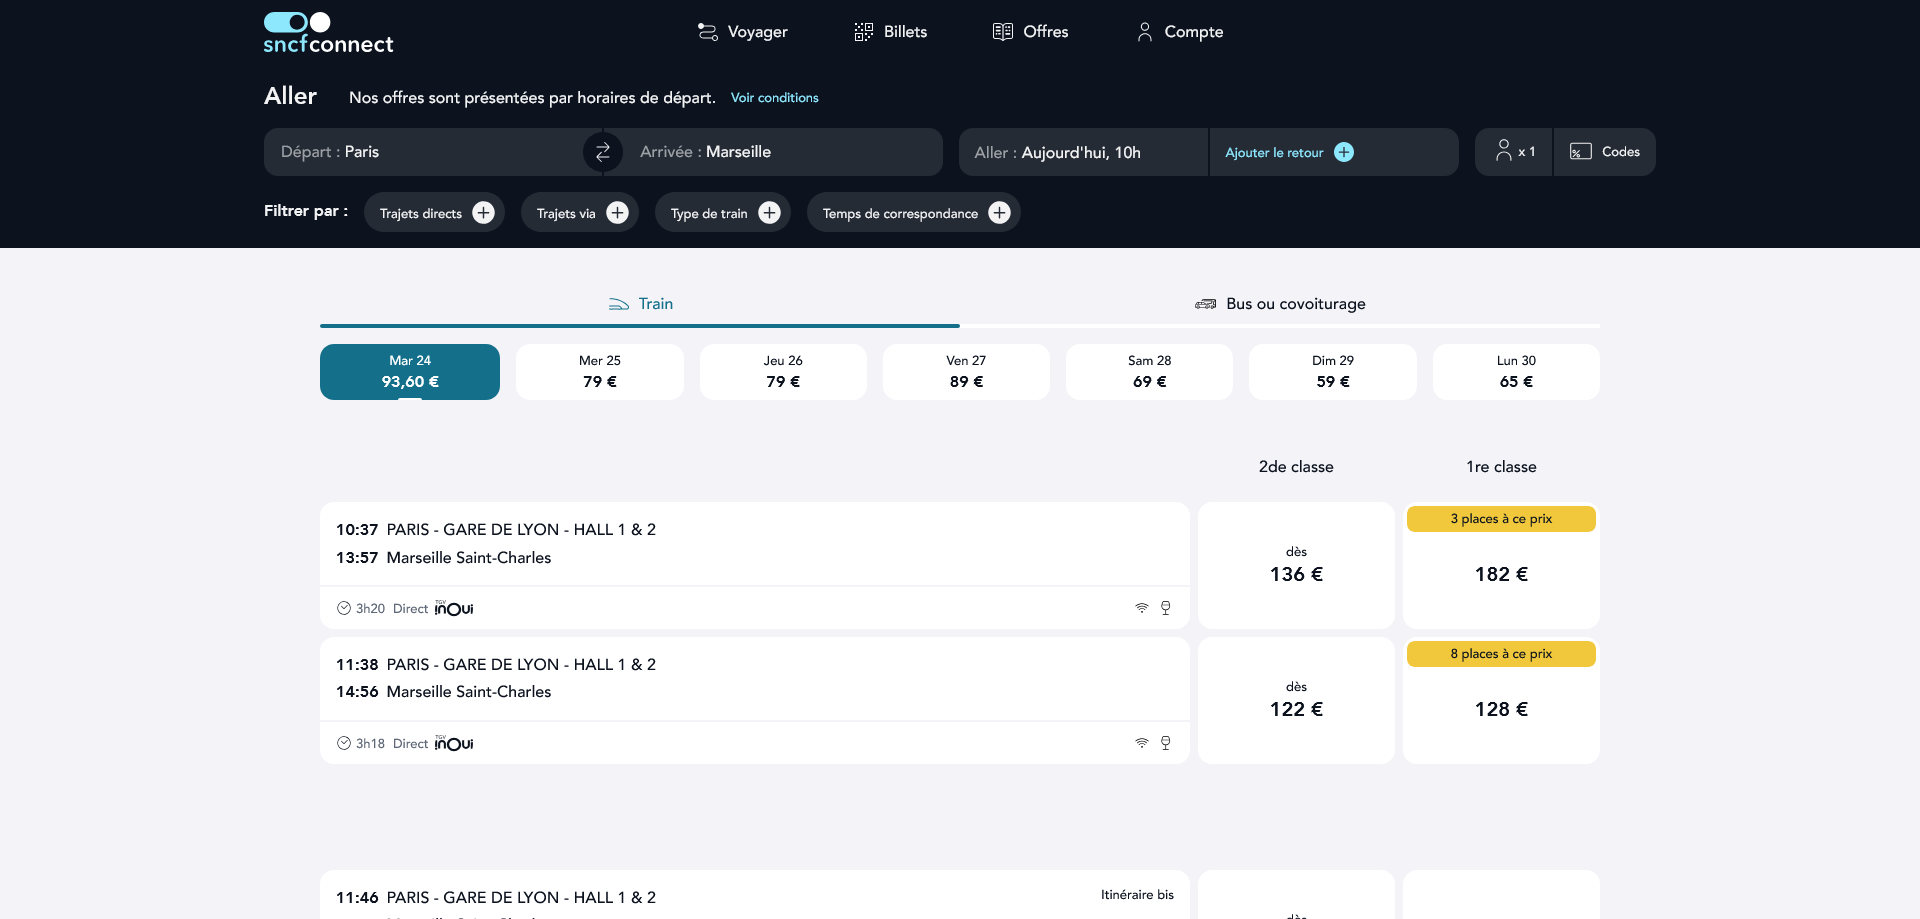 sncfconnect
Voyager
Billets
Offres
Compte
Aller
Nos offres sont présentées par horaires de départ. Voir conditions
Départ : Paris
Arrivée : Marseille
Aller : Aujourd'hui, 10h
Ajouter le retour
x 1
Codes
Filtrer par :
Trajets directs
Trajets via
Type de train
Temps de correspondance
Train
Bus ou covoiturage
Mar 24
93,60 €
Mer 25
79 €
Jeu 26
79 €
Ven 27
89 €
Sam 28
69 €
Dim 29
59 €
Lun 30
65 €
2de classe
1re classe
10:37 PARIS - GARE DE LYON - HALL 1 & 2
13:57 Marseille Saint-Charles
3h20 Direct TGV inOui
dès
136 €
3 places à ce prix
182 €
11:38 PARIS - GARE DE LYON - HALL 1 & 2
14:56 Marseille Saint-Charles
3h18 Direct TGV inOui
dès
122 €
8 places à ce prix
128 €
11:46 PARIS - GARE DE LYON - HALL 1 & 2
Itinéraire bis